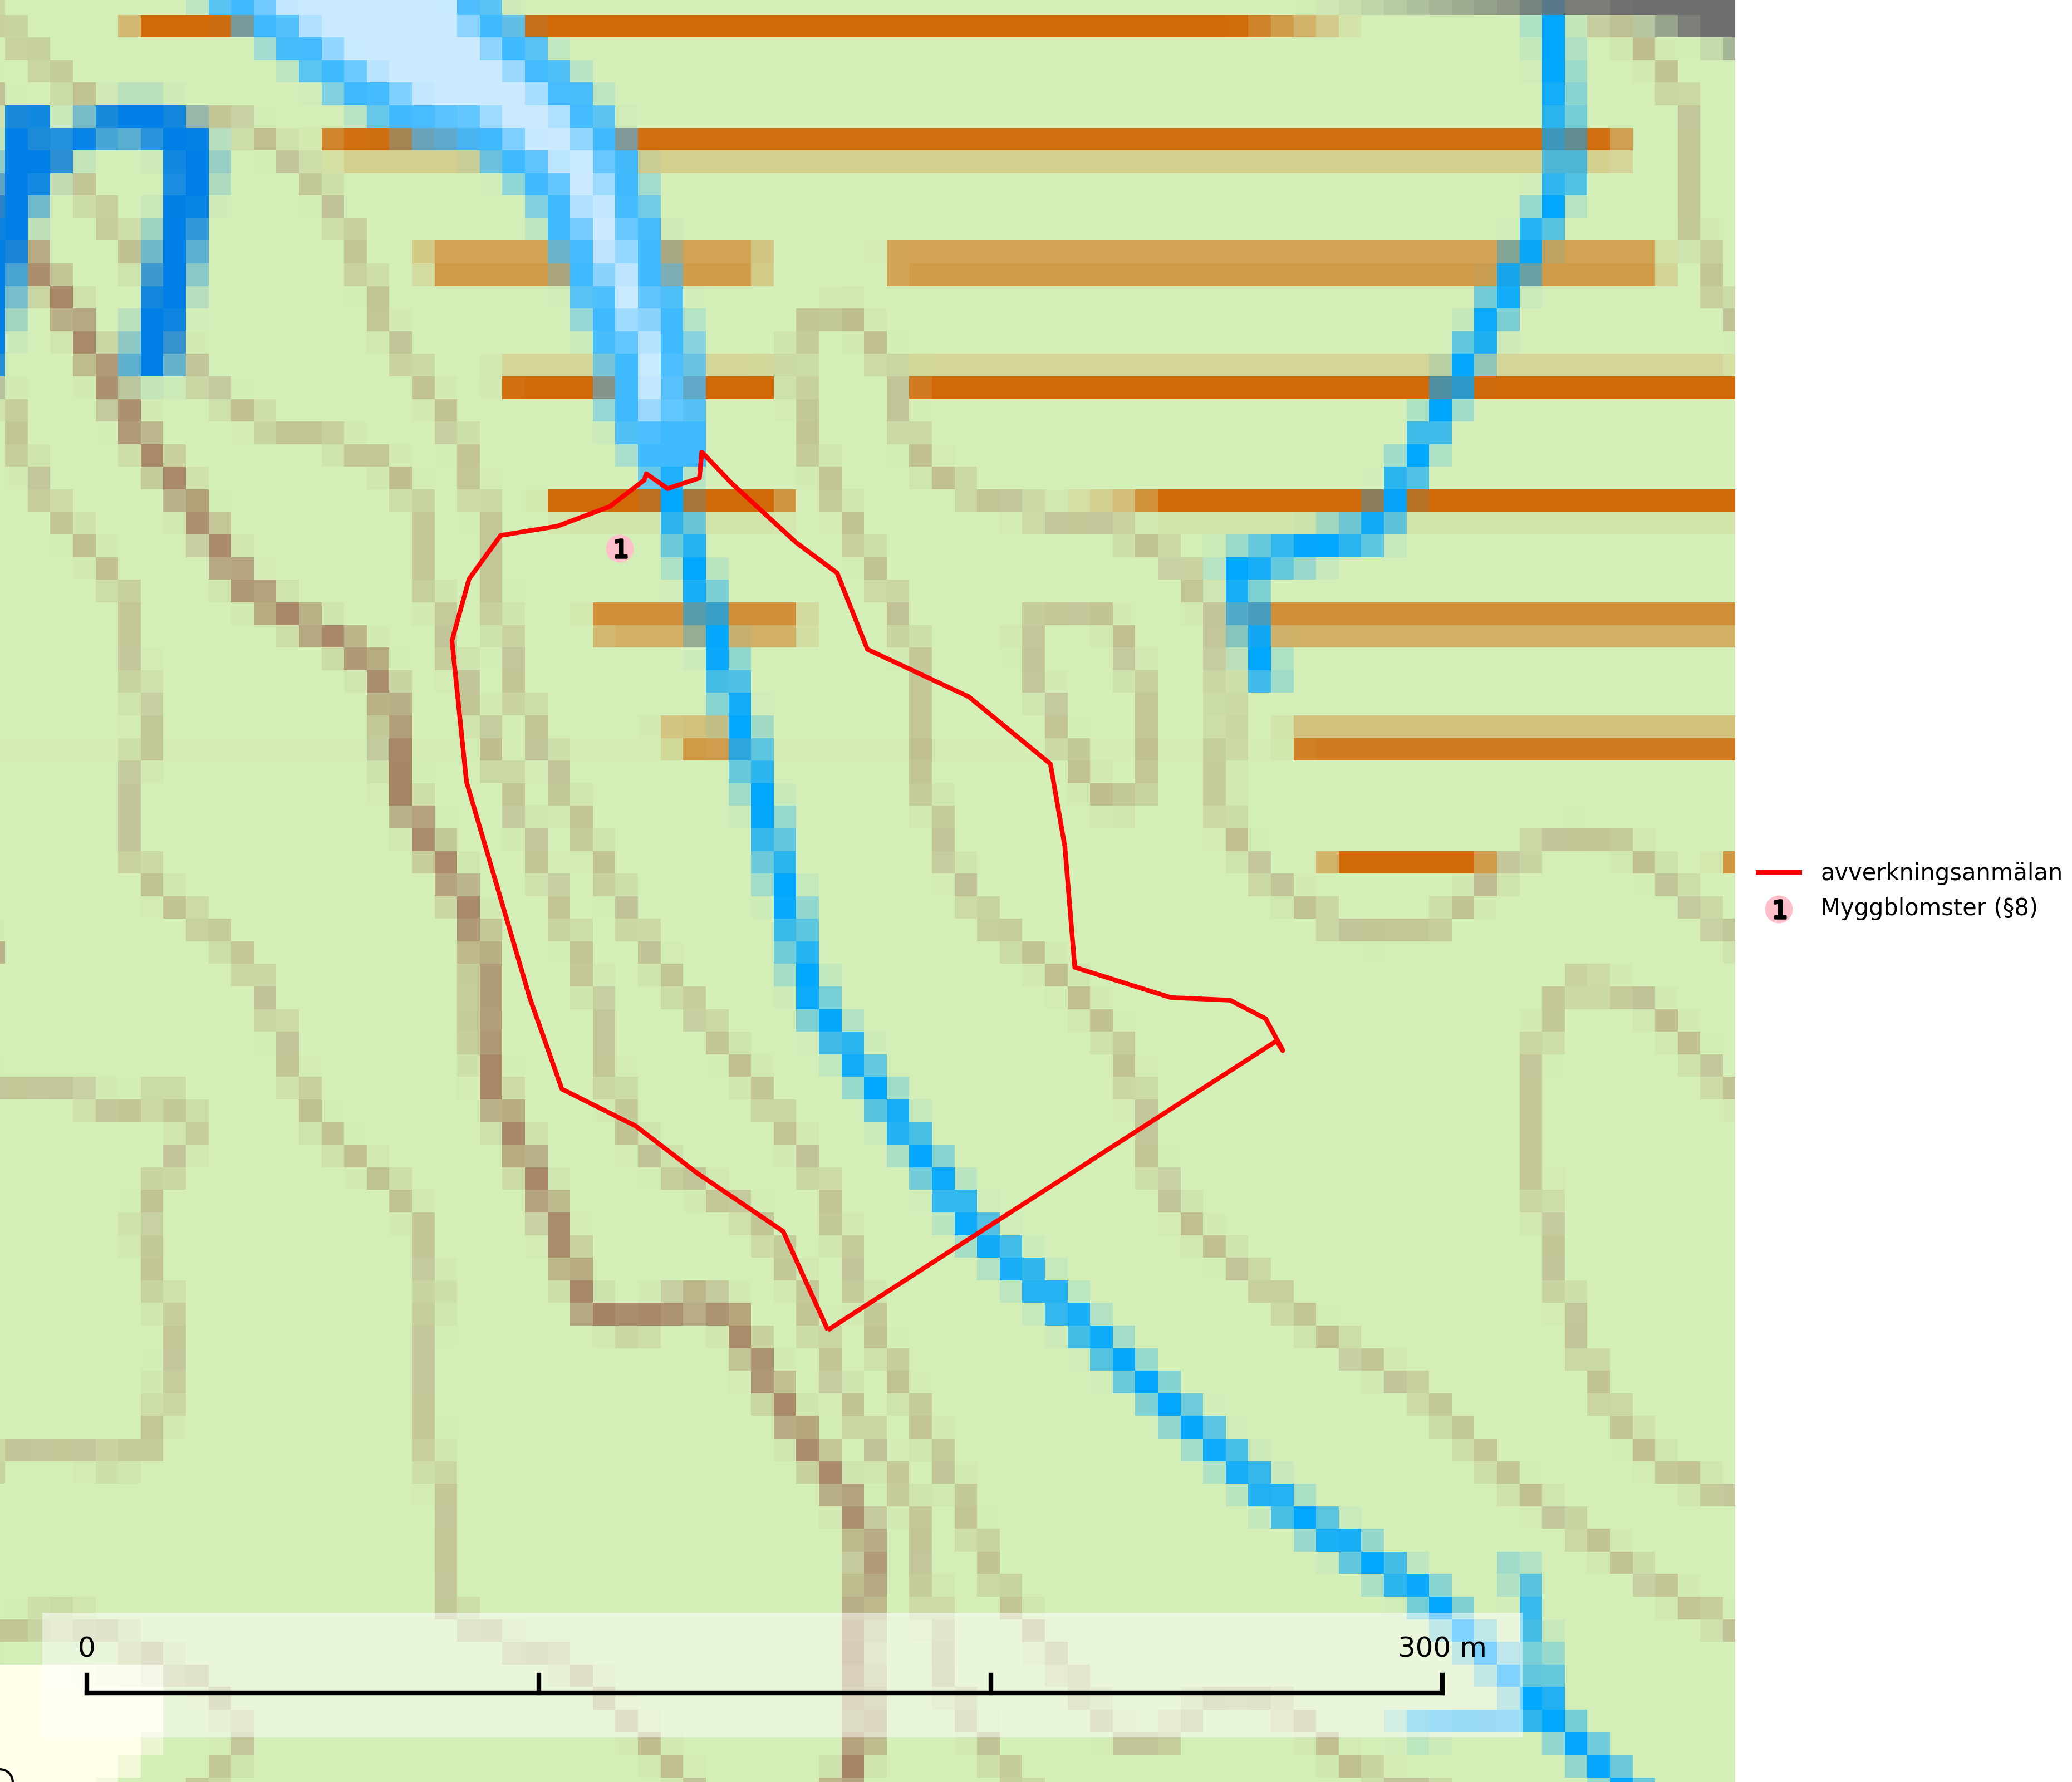 1
avverkningsanmälan
1 Myggblomster (§8)
0 300 m